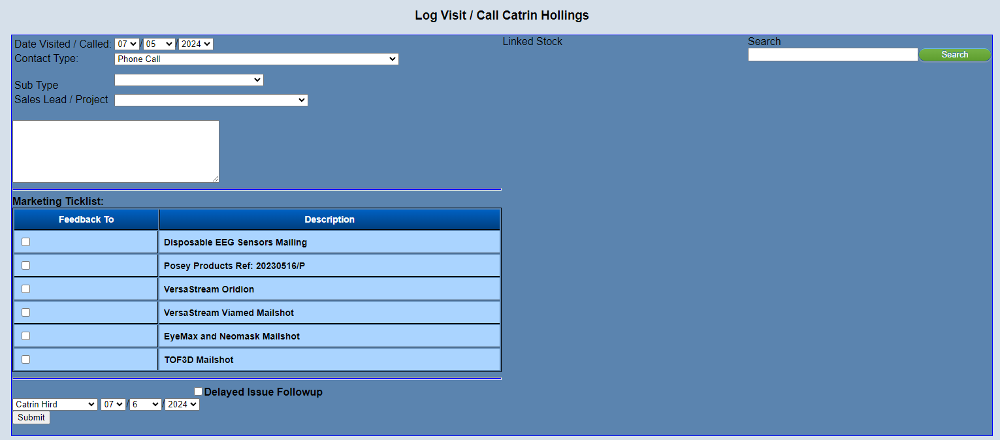 Log Visit / Call Catrin Hollings
Date Visited / Called: 07 / 05 / 2024
Contact Type: Phone Call
Sub Type
Sales Lead / Project
Linked Stock
Search
Search
Marketing Ticklist:
Feedback To Description
Disposable EEG Sensors Mailing
Posey Products Ref: 20230516/P
VersaStream Oridion
VersaStream Viamed Mailshot
EyeMax and Neomask Mailshot
TOF3D Mailshot
Delayed Issue Followup
Catrin Hird 07 / 6 / 2024
Submit